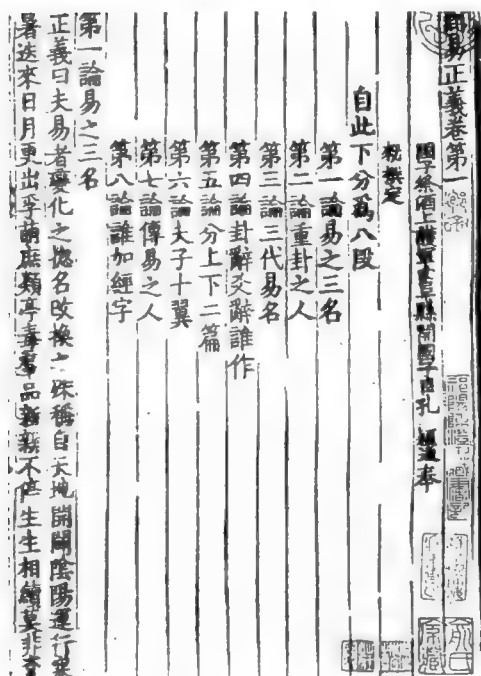 周易正義卷第一
國子祭酒上護軍曲阜縣開國子臣孔 穎達奉
勑撰定
自此下分爲八段
第一論易之三名
第二論重卦之人
第三論三代易名
第四論卦辭爻辭誰作
第五論分上下二篇
第六論夫子十翼
第七論傳易之人
第八論誰加經字
第一論易之三名
正義曰夫易者變化之揔名改換之殊稱自天地開闢陰陽運行寒
暑迭來日月更出孚萌庶類亭毒羣品新新不停生生相續莫非